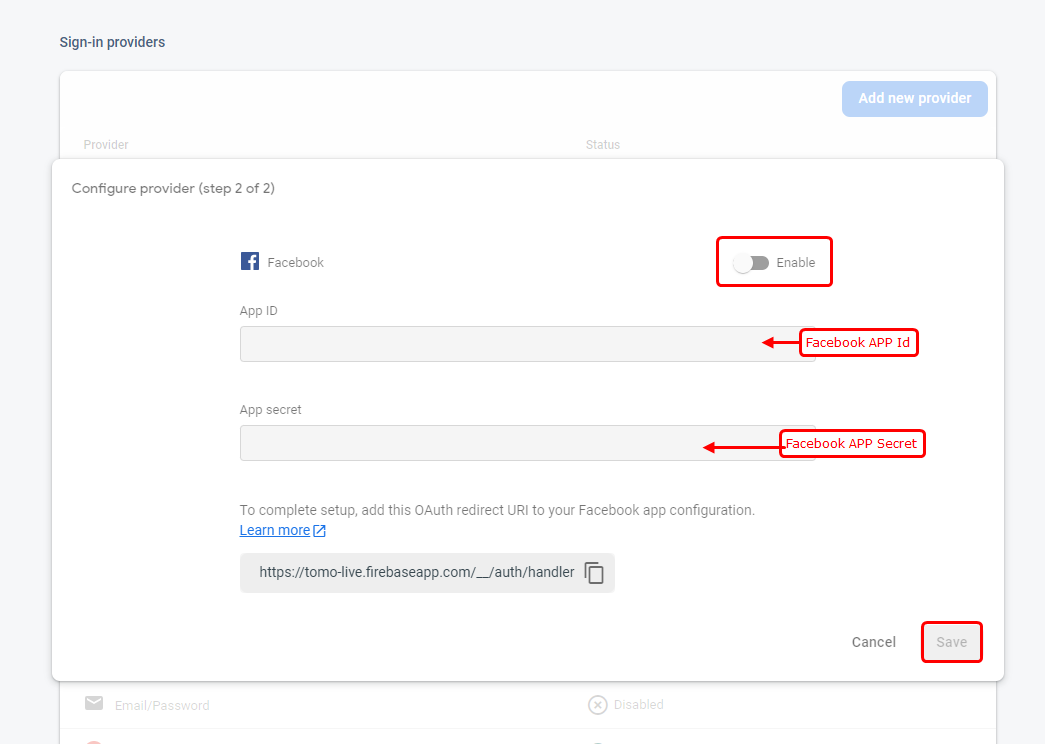 Sign-in providers
Add new provider
Provider Status
Configure provider (step 2 of 2)
Facebook Enable
App ID
Facebook APP Id
App secret
Facebook APP Secret
To complete setup, add this OAuth redirect URI to your Facebook app configuration.
Learn more
https://tomo-live.firebaseapp.com/__/auth/handler
Cancel Save
Email/Password Disabled